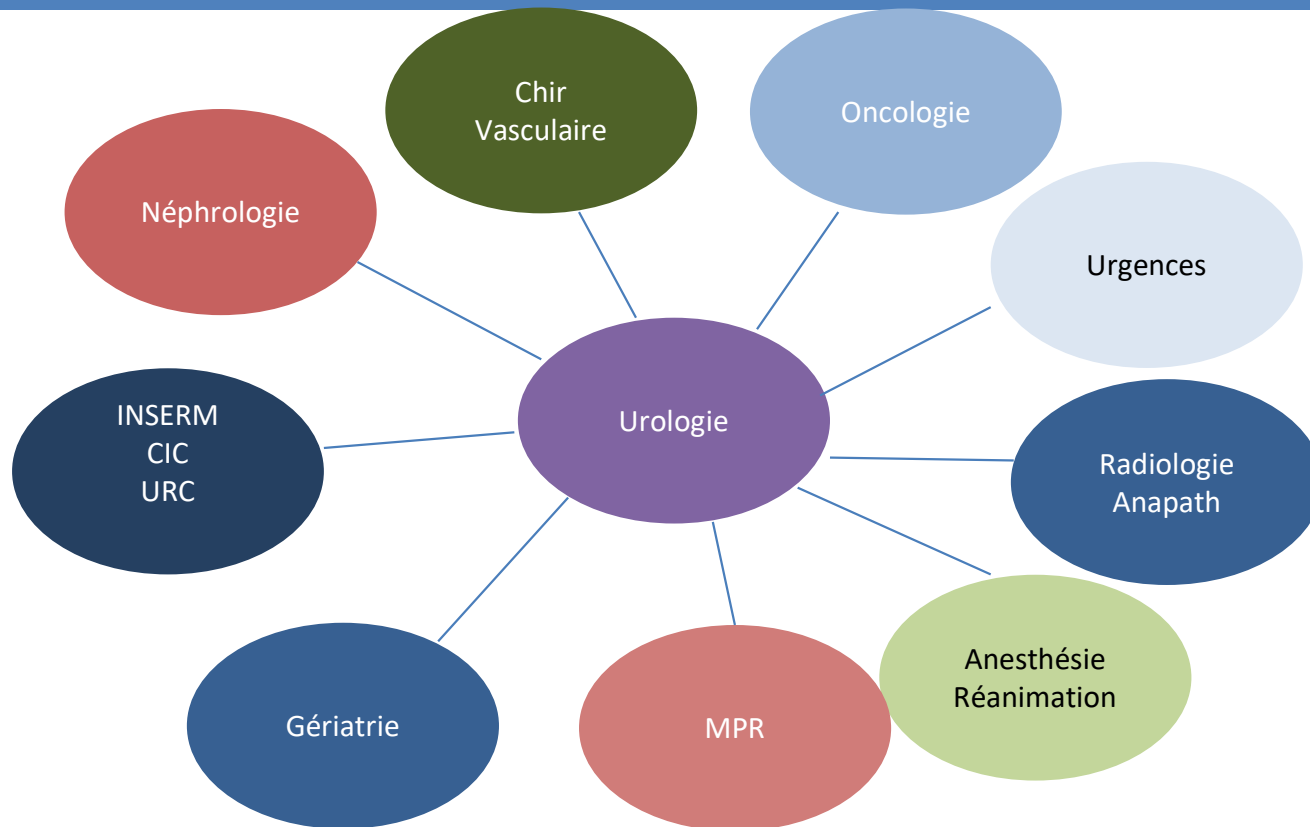 Chir
Vasculaire
Oncologie
Néphrologie
Urgences
INSERM
CIC
URC
Urologie
Radiologie
Anapath
Anesthésie
Réanimation
Gériatrie
MPR